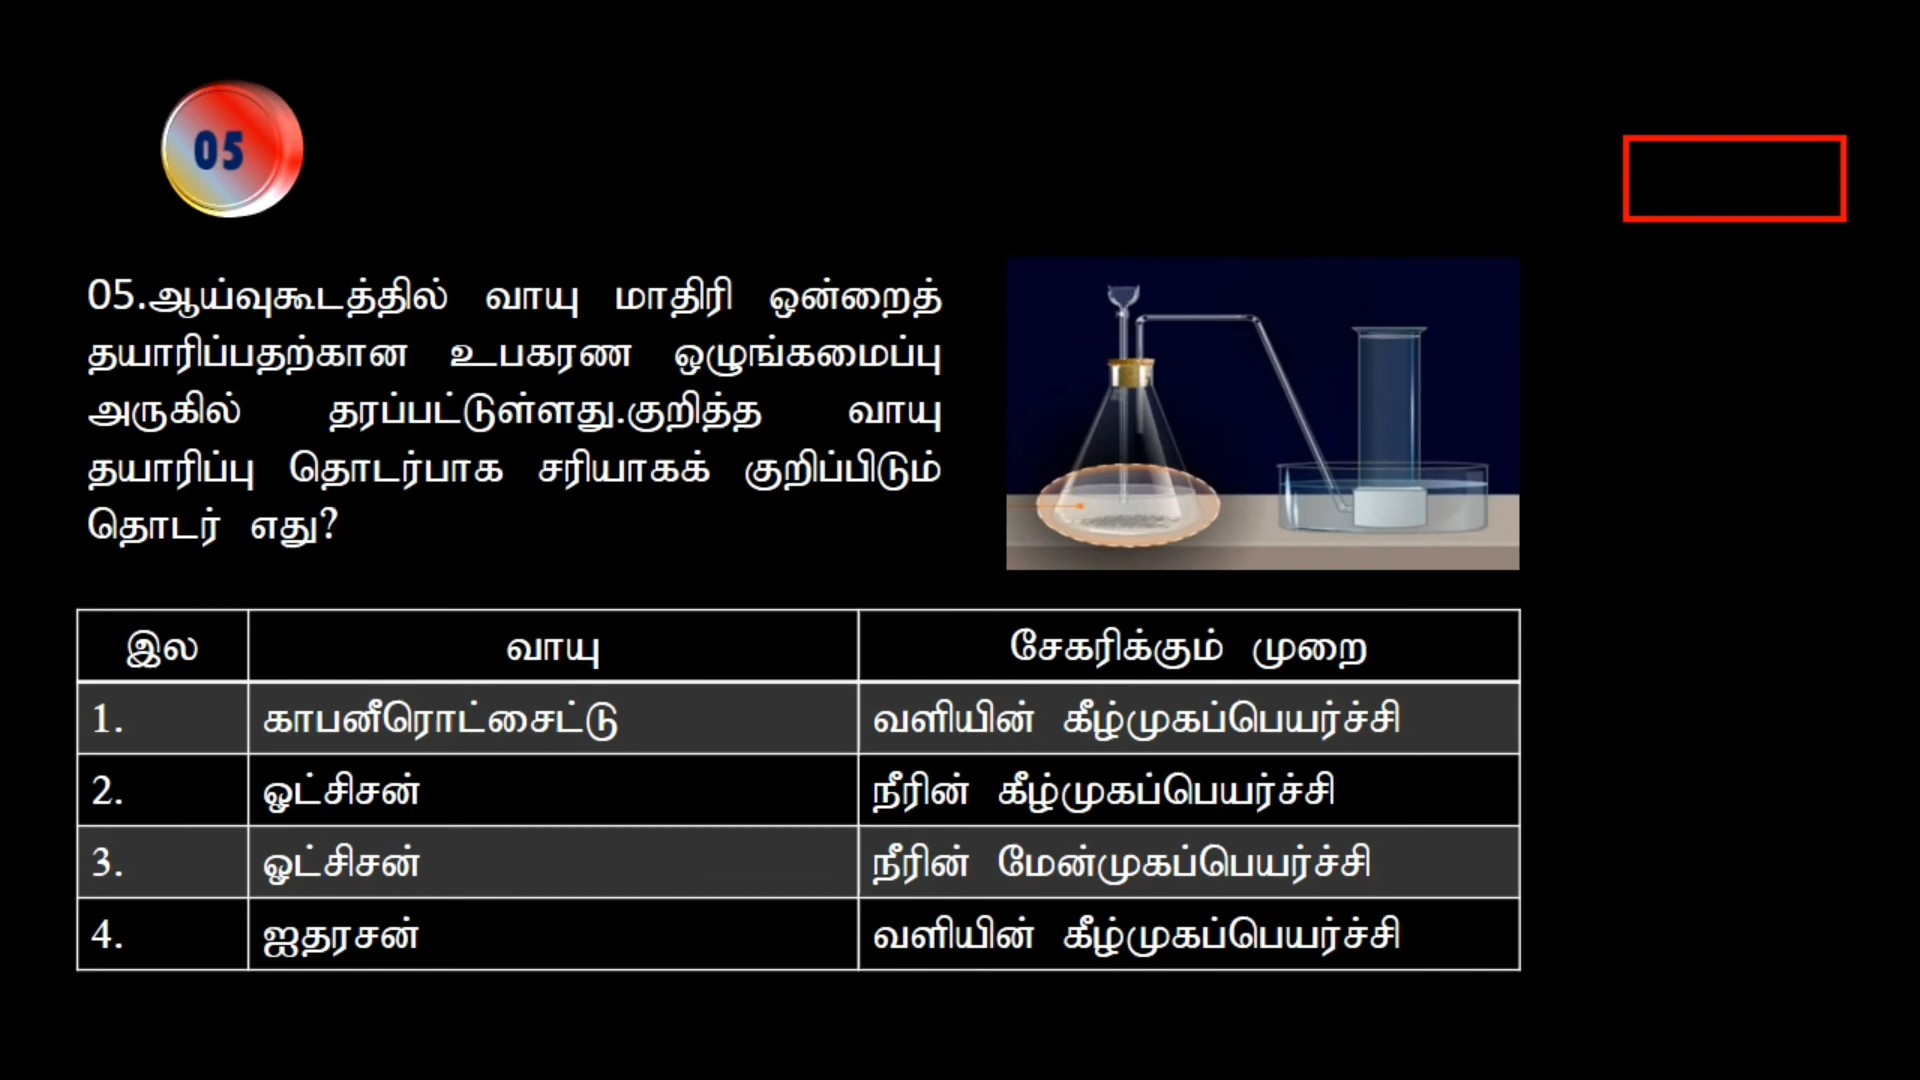 05
05.ஆய்வுகூடத்தில் வாயு மாதிரி ஒன்றைத்
தயாரிப்பதற்கான உபகரண ஒழுங்கமைப்பு
அருகில் தரப்பட்டுள்ளது.குறித்த வாயு
தயாரிப்பு தொடர்பாக சரியாகக் குறிப்பிடும்
தொடர் எது?
இல வாயு சேகரிக்கும் முறை
1. காபனீரொட்சைட்டு வளியின் கீழ்முகப்பெயர்ச்சி
2. ஓட்சிசன் நீரின் கீழ்முகப்பெயர்ச்சி
3. ஓட்சிசன் நீரின் மேன்முகப்பெயர்ச்சி
4. ஐதரசன் வளியின் கீழ்முகப்பெயர்ச்சி